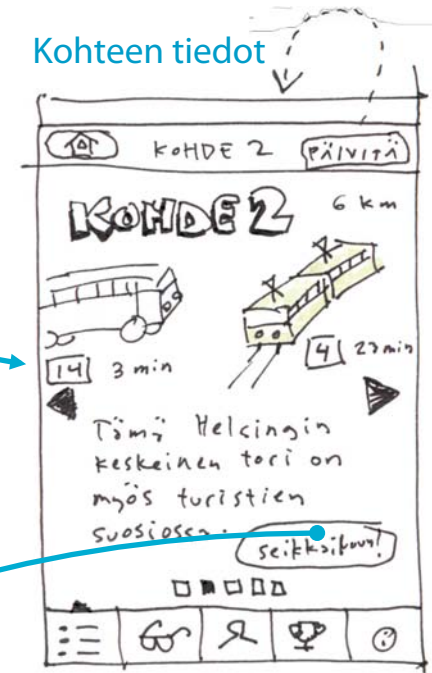 Kohteen tiedot
KOHDE 2 PÄIVITÄ
KOHDE 2 6 km
14 3 min 4 23 min
Tämä Helsingin
keskeinen tori on
myös turistien
suosiossa.
seikkailuun!